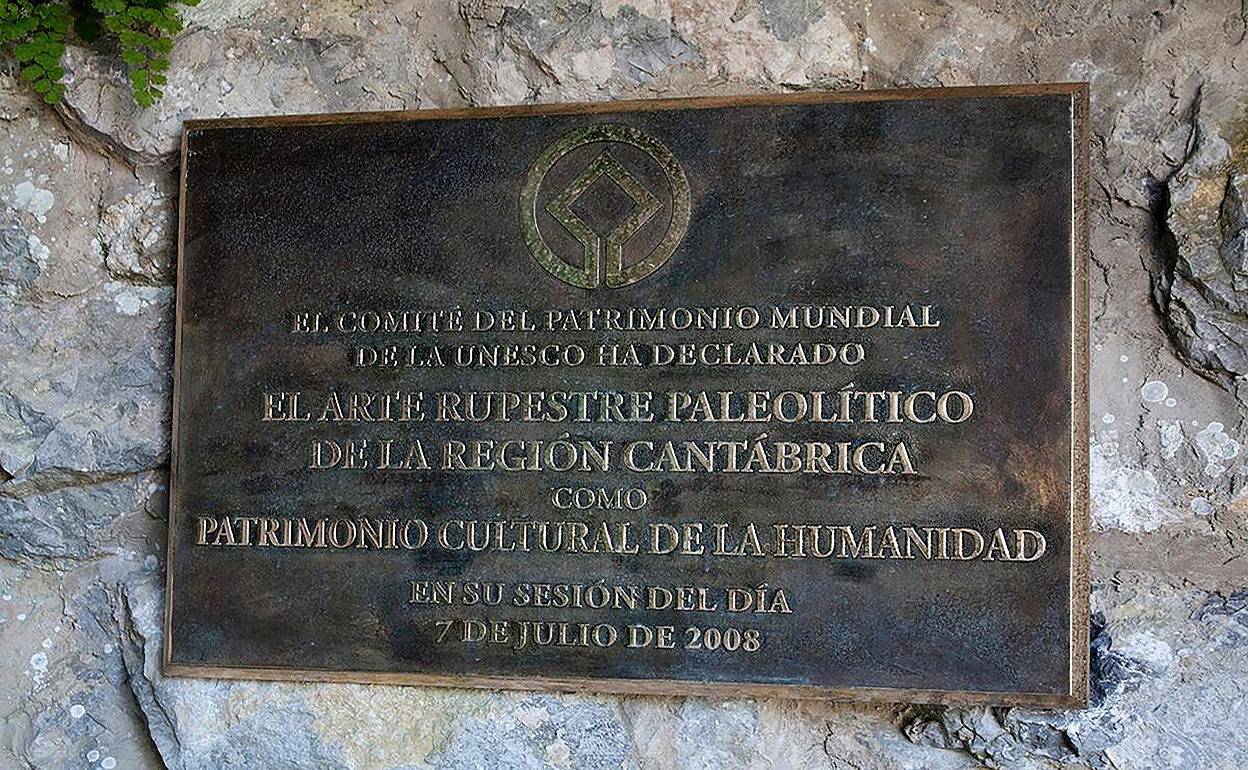 EL COMITÉ DEL PATRIMONIO MUNDIAL
DE LA UNESCO HA DECLARADO
EL ARTE RUPESTRE PALEOLÍTICO
DE LA REGIÓN CANTÁBRICA
COMO
PATRIMONIO CULTURAL DE LA HUMANIDAD
EN SU SESIÓN DEL DÍA
7 DE JULIO DE 2008